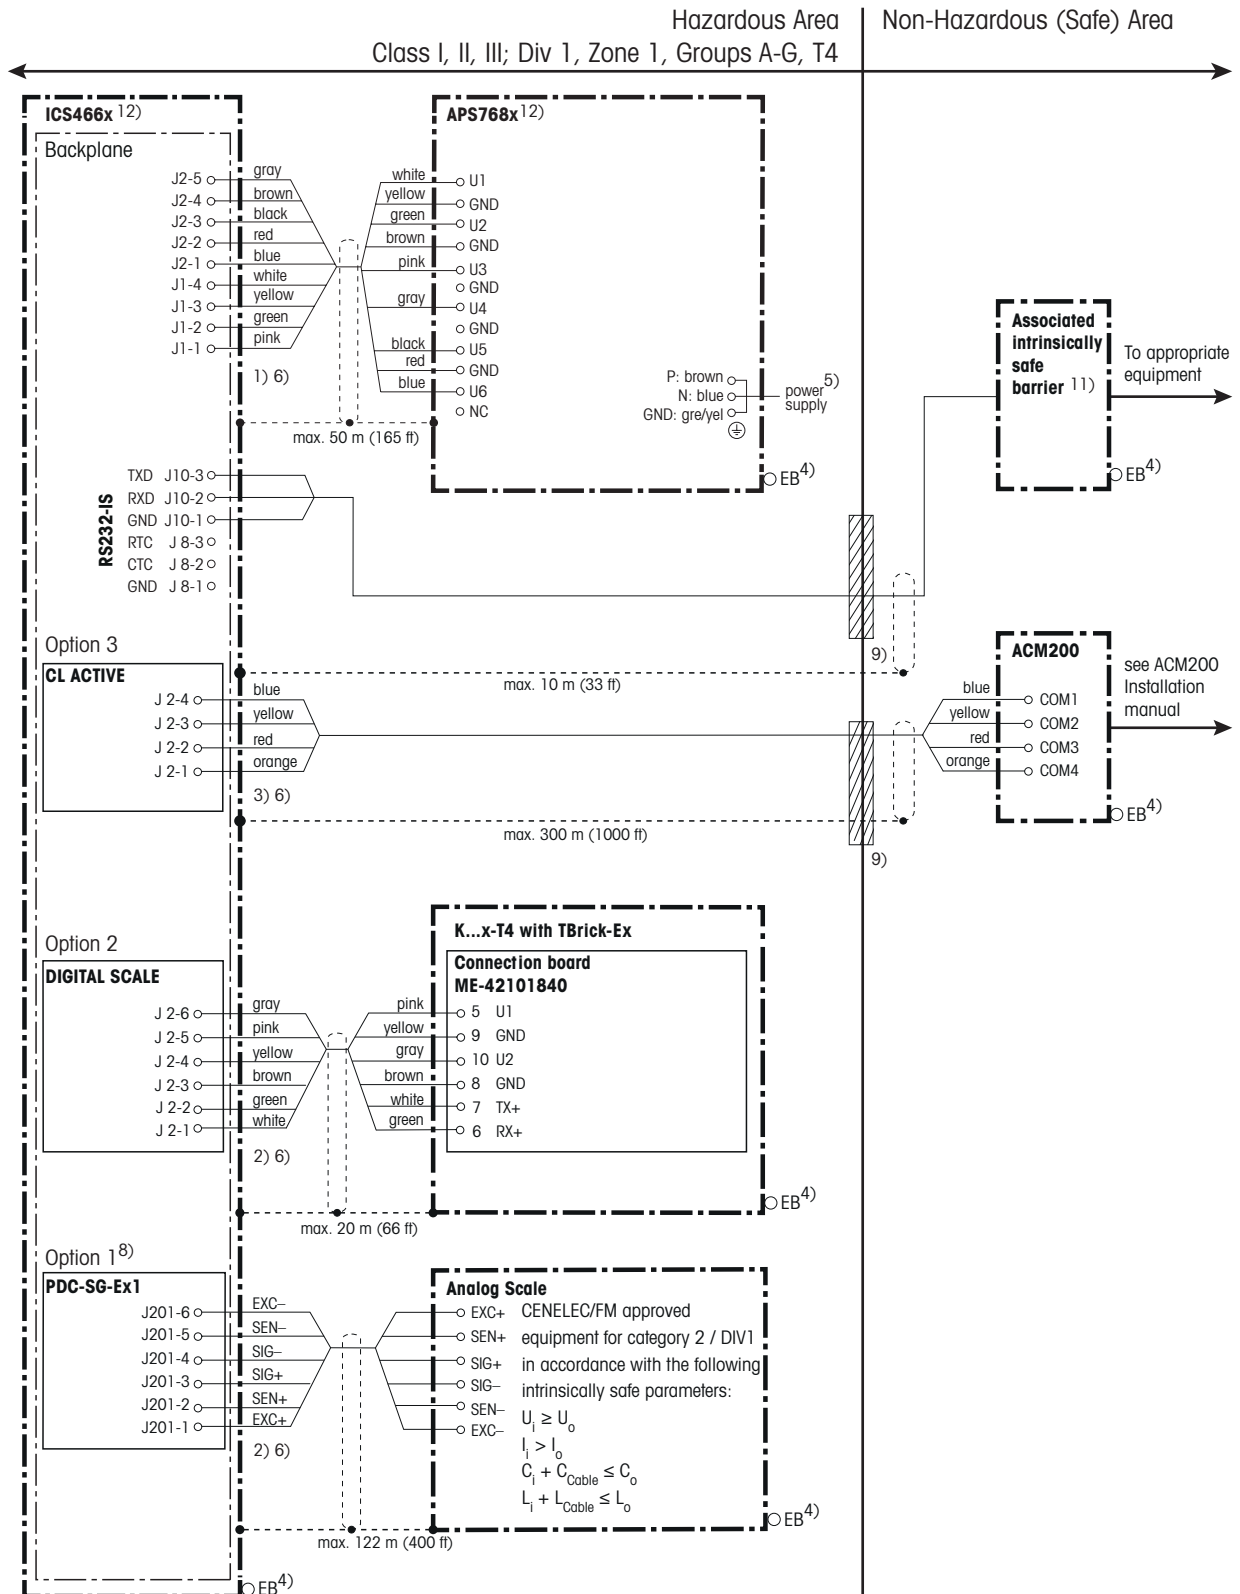 Hazardous Area
Class I, II, III; Div 1, Zone 1, Groups A-G, T4
Non-Hazardous (Safe) Area
ICS466x 12)
Backplane
J2-5 gray
J2-4 brown
J2-3 black
J2-2 red
J2-1 blue
J1-4 white
J1-3 yellow
J1-2 green
J1-1 pink
1) 6)
max. 50 m (165 ft)
APS768x 12)
white U1
yellow GND
green U2
brown GND
pink U3
GND
gray U4
GND
black U5
red GND
blue U6
NC
P: brown
N: blue
GND: gre/yel
power supply 5)
EB 4)
Associated
intrinsically
safe
barrier 11)
To appropriate
equipment
EB 4)
RS232-IS
TXD J10-3
RXD J10-2
GND J10-1
RTC J 8-3
CTC J 8-2
GND J 8-1
9)
max. 10 m (33 ft)
Option 3
CL ACTIVE
J 2-4 blue
J 2-3 yellow
J 2-2 red
J 2-1 orange
3) 6)
max. 300 m (1000 ft)
9)
ACM200
blue COM1
yellow COM2
red COM3
orange COM4
see ACM200
Installation
manual
EB 4)
Option 2
DIGITAL SCALE
J 2-6 gray
J 2-5 pink
J 2-4 yellow
J 2-3 brown
J 2-2 green
J 2-1 white
2) 6)
max. 20 m (66 ft)
K...x-T4 with TBrick-Ex
Connection board
ME-42101840
pink 5 U1
yellow 9 GND
gray 10 U2
brown 8 GND
white 7 TX+
green 6 RX+
EB 4)
Option 1 8)
PDC-SG-Ex1
J201-6 EXC–
J201-5 SEN–
J201-4 SIG–
J201-3 SIG+
J201-2 SEN+
J201-1 EXC+
2) 6)
max. 122 m (400 ft)
Analog Scale
EXC+ CENELEC/FM approved
SEN+ equipment for category 2 / DIV1
SIG+ in accordance with the following
SIG– intrinsically safe parameters:
SEN–
EXC–
Ui ≥ Uo
Ii > Io
Ci + CCable ≤ Co
Li + LCable ≤ Lo
EB 4)
EB 4)